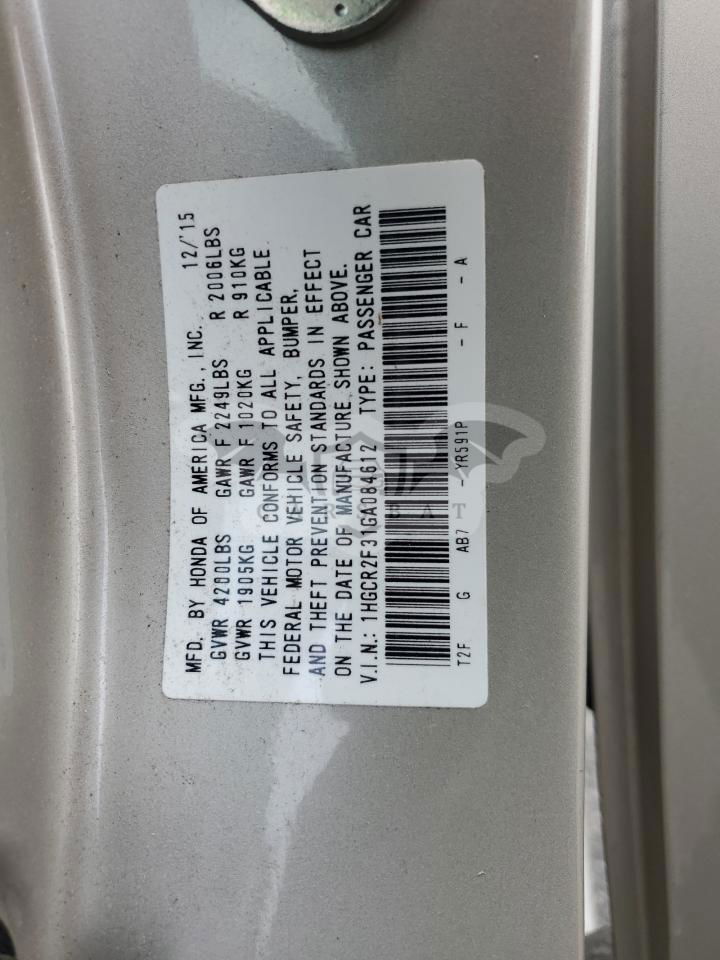 MFD. BY HONDA OF AMERICA MFG., INC. 12/'15
GVWR 4200LBS GAWR F 2249LBS R 2006LBS
GVWR 1905KG GAWR F 1020KG R 910KG
THIS VEHICLE CONFORMS TO ALL APPLICABLE
FEDERAL MOTOR VEHICLE SAFETY, BUMPER,
AND THEFT PREVENTION STANDARDS IN EFFECT
ON THE DATE OF MANUFACTURE SHOWN ABOVE.
V.I.N.: 1HGCR2F31GA084612 TYPE: PASSENGER CAR
T2F G AB7 - YR591P - F - A